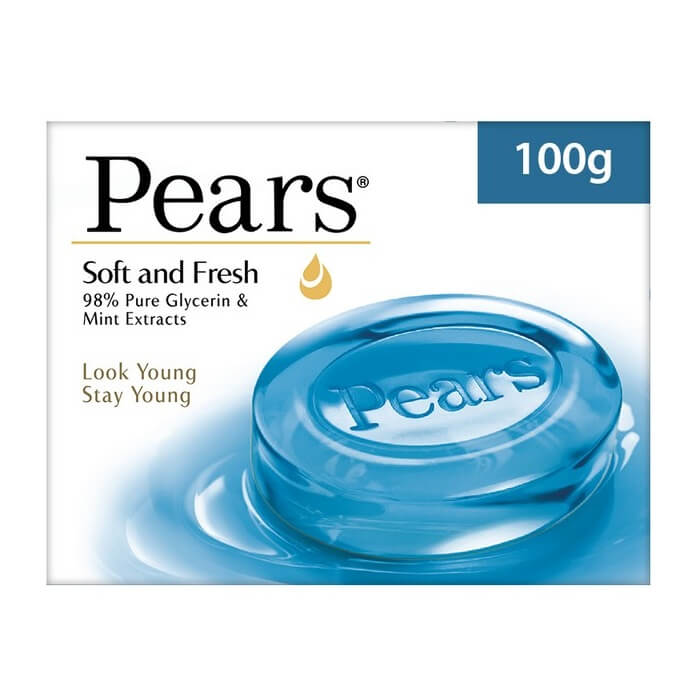 Pears®
100g
Soft and Fresh
98% Pure Glycerin &
Mint Extracts
Look Young
Stay Young
Pears